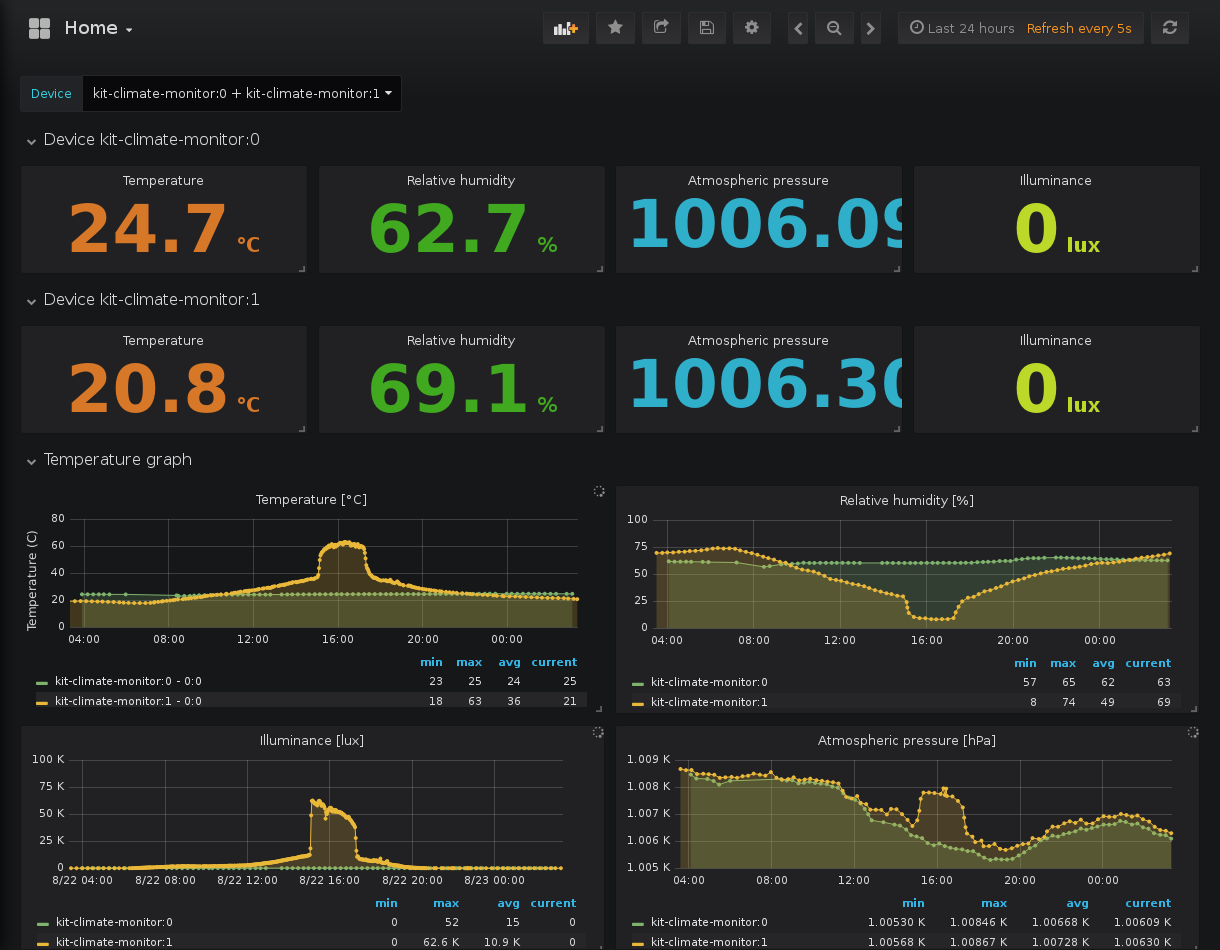 Home
Last 24 hours Refresh every 5s
Device kit-climate-monitor:0 + kit-climate-monitor:1
Device kit-climate-monitor:0
Temperature Relative humidity Atmospheric pressure Illuminance
24.7 °C 62.7 % 1006.09 0 lux
Device kit-climate-monitor:1
Temperature Relative humidity Atmospheric pressure Illuminance
20.8 °C 69.1 % 1006.30 0 lux
Temperature graph
Temperature [°C]
Temperature (C)
80
60
40
20
0
04:00 08:00 12:00 16:00 20:00 00:00
min max avg current
kit-climate-monitor:0 - 0:0 23 25 24 25
kit-climate-monitor:1 - 0:0 18 63 36 21
Relative humidity [%]
100
75
50
25
0
04:00 08:00 12:00 16:00 20:00 00:00
min max avg current
kit-climate-monitor:0 57 65 62 63
kit-climate-monitor:1 8 74 49 69
Illuminance [lux]
100 K
75 K
50 K
25 K
0
8/22 04:00 8/22 08:00 8/22 12:00 8/22 16:00 8/22 20:00 8/23 00:00
min max avg current
kit-climate-monitor:0 0 52 15 0
kit-climate-monitor:1 0 62.6 K 10.9 K 0
Atmospheric pressure [hPa]
1.009 K
1.008 K
1.007 K
1.006 K
1.005 K
04:00 08:00 12:00 16:00 20:00 00:00
min max avg current
kit-climate-monitor:0 1.00530 K 1.00846 K 1.00668 K 1.00609 K
kit-climate-monitor:1 1.00568 K 1.00867 K 1.00728 K 1.00630 K